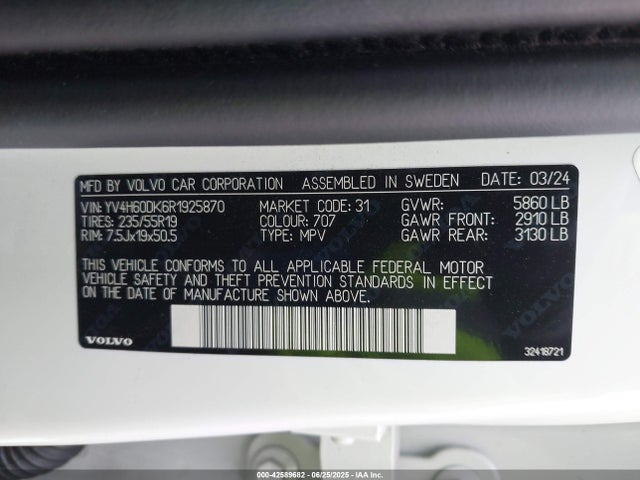 MFD BY VOLVO CAR CORPORATION ASSEMBLED IN SWEDEN DATE: 03/24
VIN: YV4H60DK6R1925870 MARKET CODE: 31 GVWR: 5860 LB
TIRES: 235/55R19 COLOUR: 707 GAWR FRONT: 2910 LB
RIM: 7.5Jx19x50.5 TYPE: MPV GAWR REAR: 3130 LB
THIS VEHICLE CONFORMS TO ALL APPLICABLE FEDERAL MOTOR
VEHICLE SAFETY AND THEFT PREVENTION STANDARDS IN EFFECT
ON THE DATE OF MANUFACTURE SHOWN ABOVE.
VOLVO 32418721
000-42589682 - 06/25/2025 - IAA Inc.